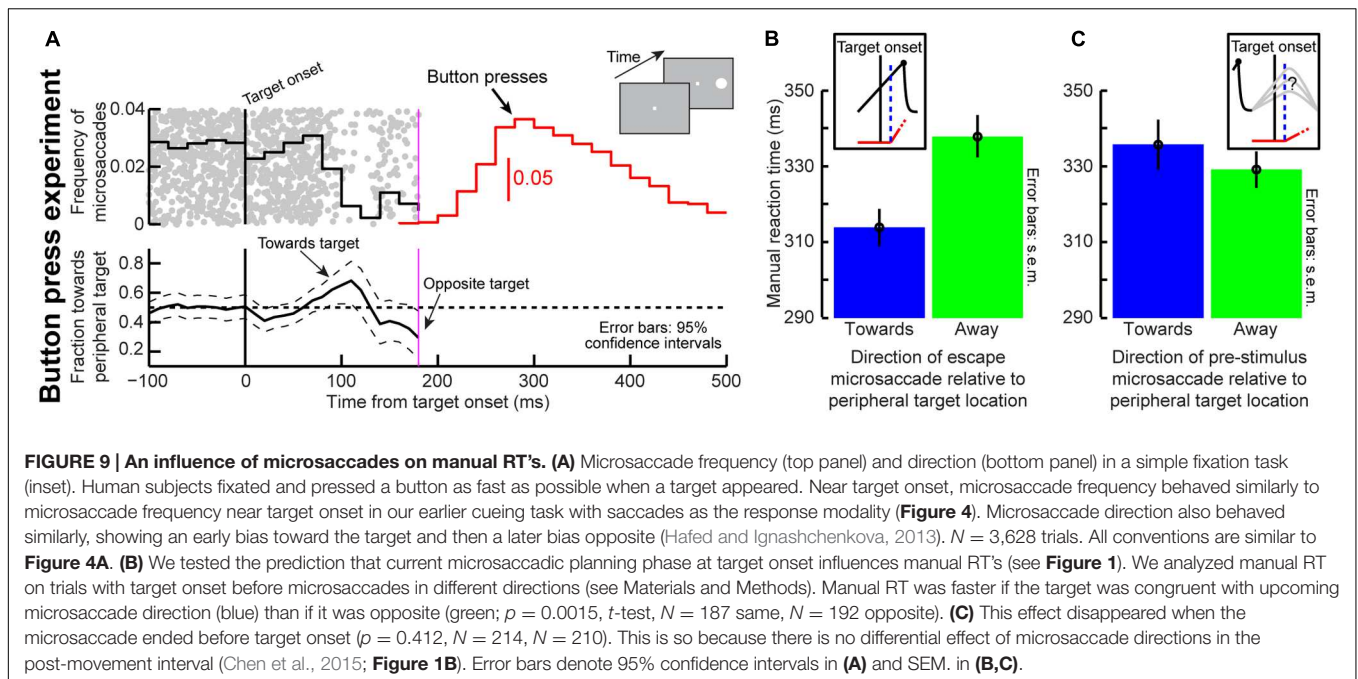 A
Button press experiment
Frequency of
microsaccades
0.04
0.02
0
Target onset
Button presses
0.05
Time
Fraction towards
peripheral target
0.8
0.6
0.4
0.2
Towards target
Opposite target
Error bars: 95%
confidence intervals
−100 0 100 200 300 400 500
Time from target onset (ms)
B
Target onset
Manual reaction time (ms)
350
330
310
290
Error bars: s.e.m.
Towards Away
Direction of escape
microsaccade relative to
peripheral target location
C
Target onset
?
350
330
310
290
Error bars: s.e.m.
Towards Away
Direction of pre-stimulus
microsaccade relative to
peripheral target location
FIGURE 9 | An influence of microsaccades on manual RT's. (A) Microsaccade frequency (top panel) and direction (bottom panel) in a simple fixation task
(inset). Human subjects fixated and pressed a button as fast as possible when a target appeared. Near target onset, microsaccade frequency behaved similarly to
microsaccade frequency near target onset in our earlier cueing task with saccades as the response modality (Figure 4). Microsaccade direction also behaved
similarly, showing an early bias toward the target and then a later bias opposite (Hafed and Ignashchenkova, 2013). N = 3,628 trials. All conventions are similar to
Figure 4A. (B) We tested the prediction that current microsaccadic planning phase at target onset influences manual RT's (see Figure 1). We analyzed manual RT
on trials with target onset before microsaccades in different directions (see Materials and Methods). Manual RT was faster if the target was congruent with upcoming
microsaccade direction (blue) than if it was opposite (green; p = 0.0015, t-test, N = 187 same, N = 192 opposite). (C) This effect disappeared when the
microsaccade ended before target onset (p = 0.412, N = 214, N = 210). This is so because there is no differential effect of microsaccade directions in the
post-movement interval (Chen et al., 2015; Figure 1B). Error bars denote 95% confidence intervals in (A) and SEM. in (B,C).